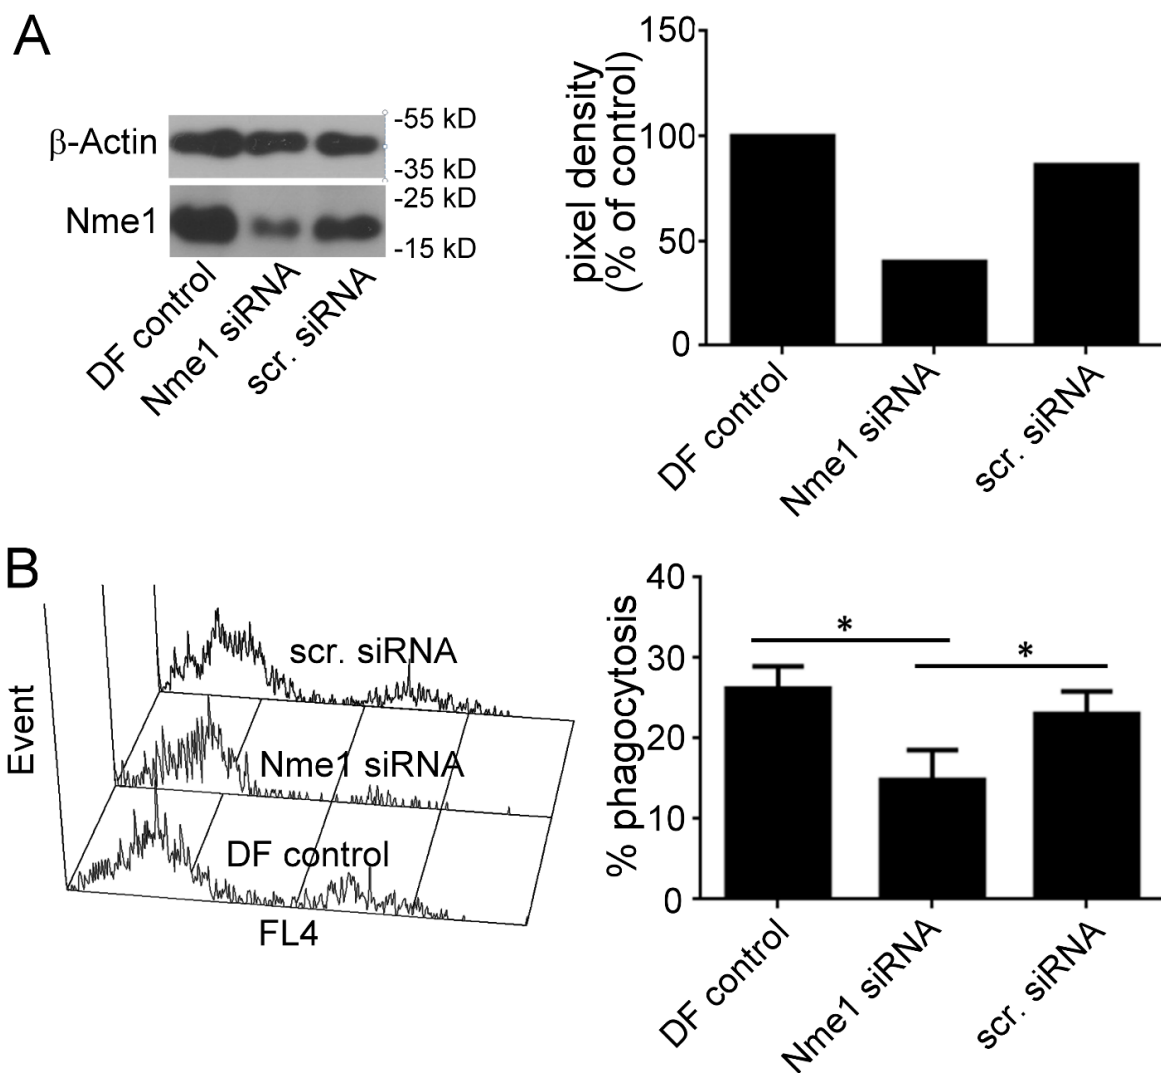 A
β-Actin
-55 kD
-35 kD
Nme1
-25 kD
-15 kD
DF control
Nme1 siRNA
scr. siRNA
pixel density
(% of control)
150
100
50
0
DF control
Nme1 siRNA
scr. siRNA
B
Event
scr. siRNA
Nme1 siRNA
DF control
FL4
% phagocytosis
40
30
20
10
0
*
*
DF control
Nme1 siRNA
scr. siRNA